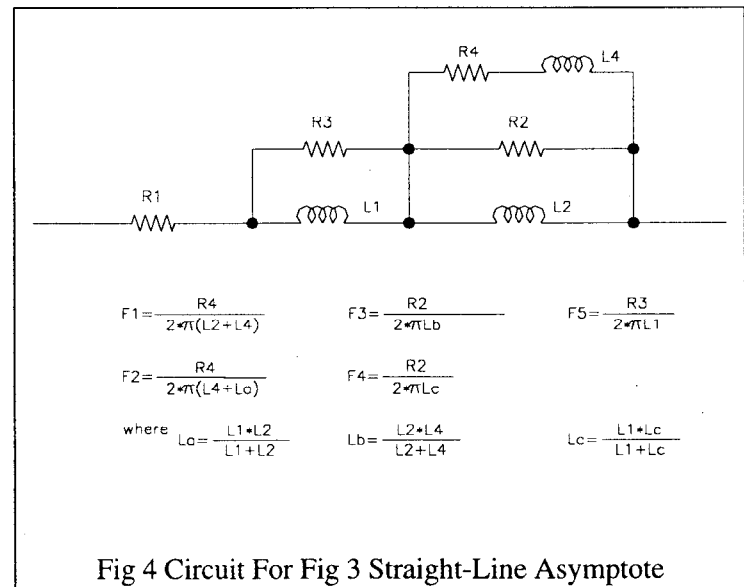 R4 L4
R3 R2
R1 L1 L2
F1= R4 / 2*π(L2+L4) F3= R2 / 2*πLb F5= R3 / 2*πL1
F2= R4 / 2*π(L4+La) F4= R2 / 2*πLc
where La= L1*L2 / L1+L2 Lb= L2*L4 / L2+L4 Lc= L1*Lc / L1+Lc
Fig 4 Circuit For Fig 3 Straight-Line Asymptote